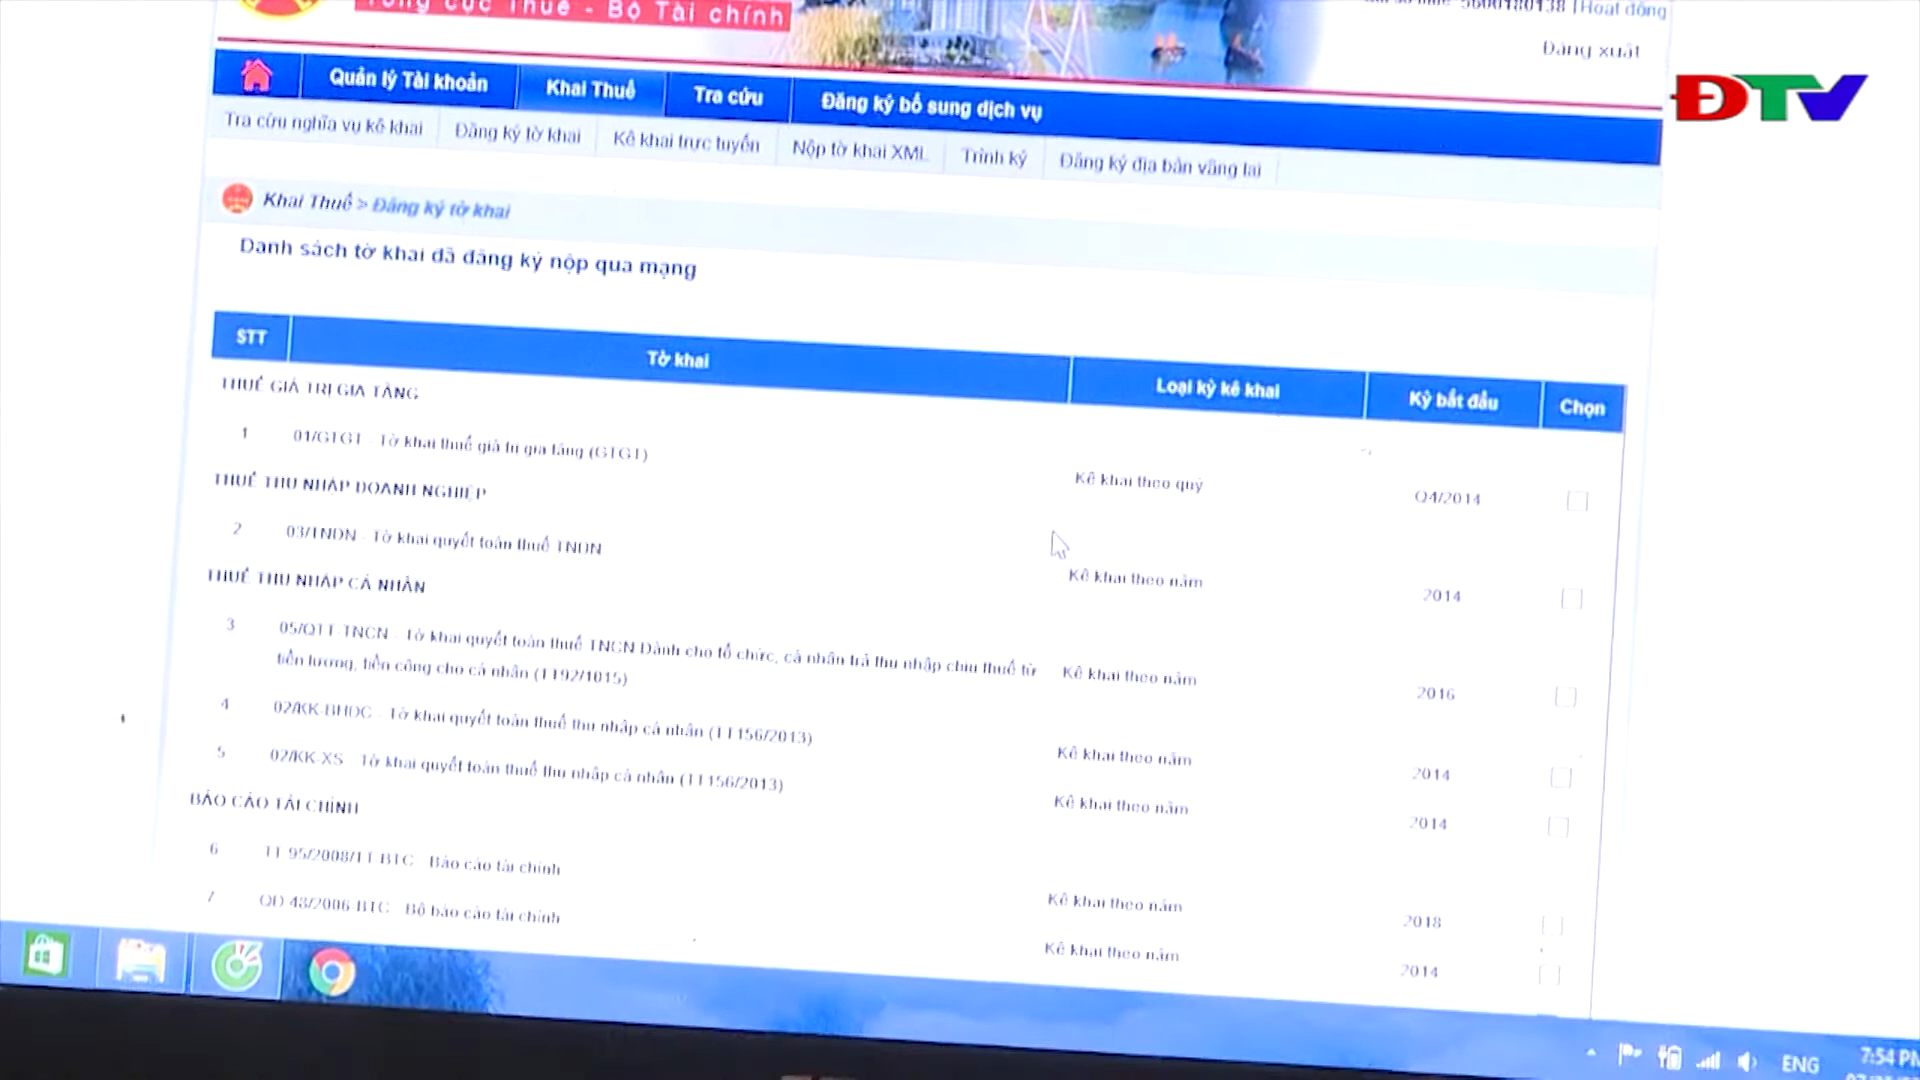 Tổng cục Thuế - Bộ Tài chính
5600180138 | Hoạt động
Đăng xuất
ĐTV
Quản lý Tài khoản Khai Thuế Tra cứu Đăng ký bổ sung dịch vụ
Tra cứu nghĩa vụ kê khai Đăng ký tờ khai Kê khai trực tuyến Nộp tờ khai XML Trình ký Đăng ký địa bàn vãng lai
Khai Thuế > Đăng ký tờ khai
Danh sách tờ khai đã đăng ký nộp qua mạng
STT Tờ khai Loại kỳ kê khai Kỳ bắt đầu Chọn
THUẾ GIÁ TRỊ GIA TĂNG
1 01/GTGT - Tờ khai thuế giá trị gia tăng (GTGT) Kê khai theo quý Q4/2014
THUẾ THU NHẬP DOANH NGHIỆP
2 03/TNDN - Tờ khai quyết toán thuế TNDN Kê khai theo năm 2014
THUẾ THU NHẬP CÁ NHÂN
3 05/QTT-TNCN - Tờ khai quyết toán thuế TNCN Dành cho tổ chức, cá nhân trả thu nhập chịu thuế từ
tiền lương, tiền công cho cá nhân (TT92/1015) Kê khai theo năm 2016
4 02/KK-BHDC - Tờ khai quyết toán thuế thu nhập cá nhân (TT156/2013) Kê khai theo năm 2014
5 02/KK-XS - Tờ khai quyết toán thuế thu nhập cá nhân (TT156/2013) Kê khai theo năm 2014
BÁO CÁO TÀI CHÍNH
6 TT 95/2008/TT-BTC - Báo cáo tài chính Kê khai theo năm 2018
7 QD 48/2006-BTC - Bộ báo cáo tài chính Kê khai theo năm 2014
ENG 7:54 PM